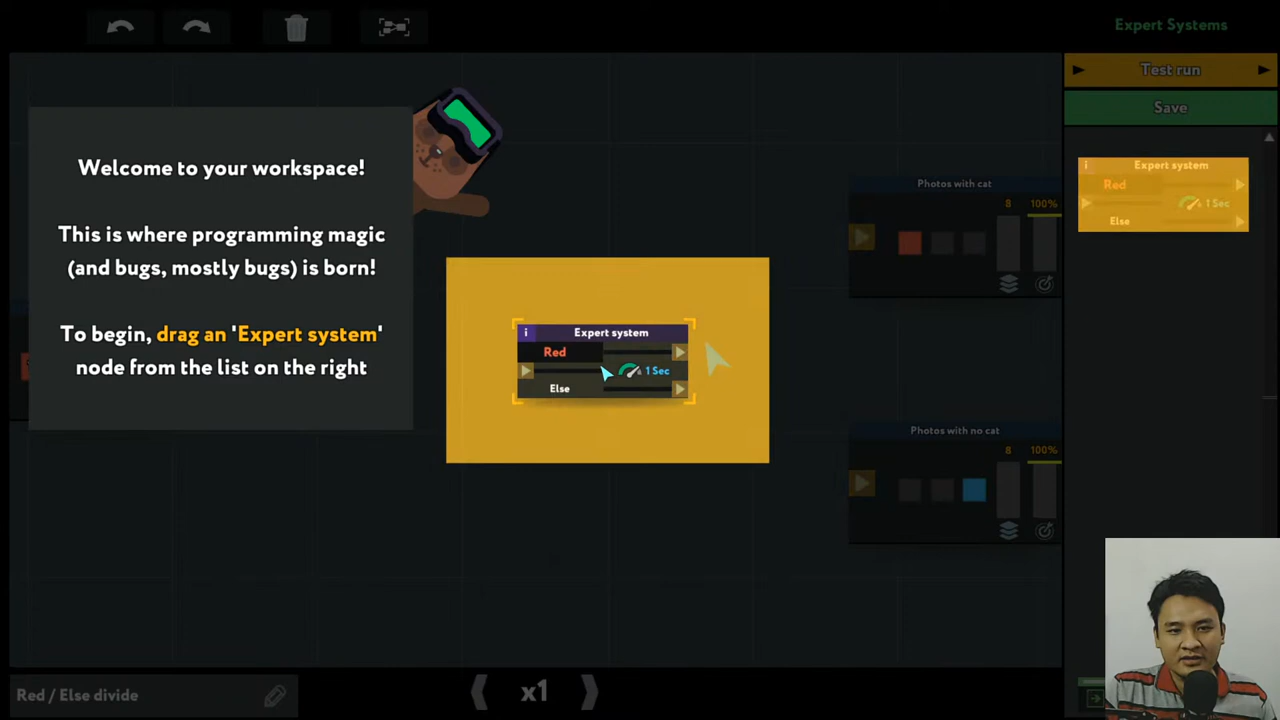 Expert Systems
Test run
Save
Welcome to your workspace!
This is where programming magic
(and bugs, mostly bugs) is born!
To begin, drag an 'Expert system'
node from the list on the right
i Expert system
Red
1 Sec
Else
Photos with cat
8 100%
Photos with no cat
8 100%
i Expert system
Red
1 Sec
Else
Red / Else divide
x1